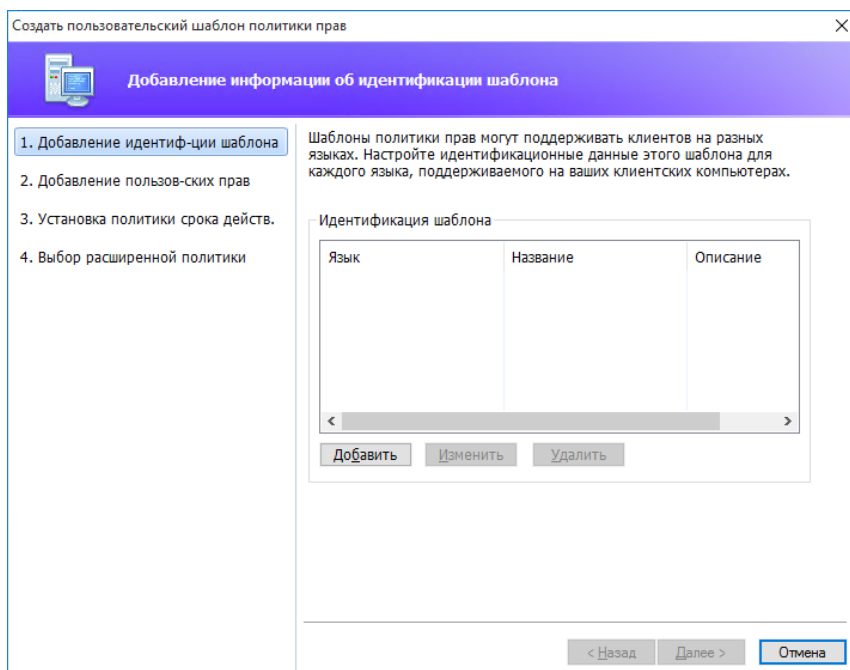 Создать пользовательский шаблон политики прав
Добавление информации об идентификации шаблона
1. Добавление идентиф-ции шаблона
2. Добавление пользов-ских прав
3. Установка политики срока действ.
4. Выбор расширенной политики
Шаблоны политики прав могут поддерживать клиентов на разных
языках. Настройте идентификационные данные этого шаблона для
каждого языка, поддерживаемого на ваших клиентских компьютерах.
Идентификация шаблона
Язык Название Описание
Добавить Изменить Удалить
< Назад Далее > Отмена